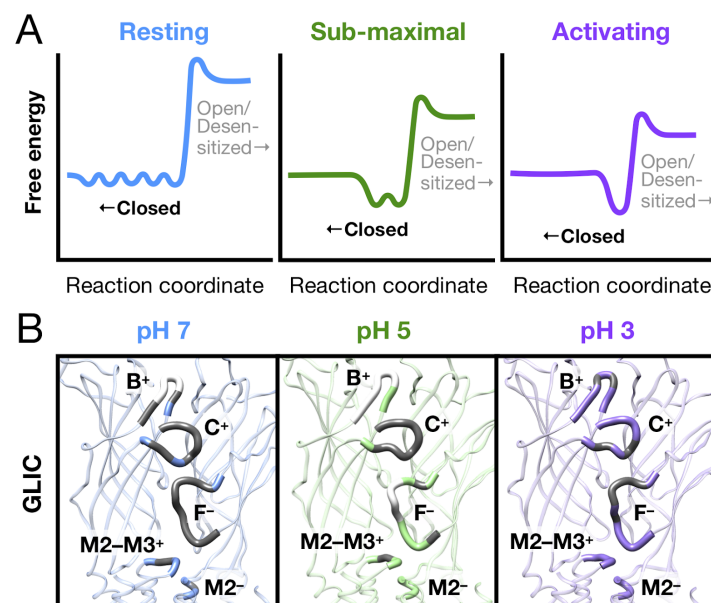 A
Resting
Sub-maximal
Activating
Free energy
Open/
Desen-
sitized→
←Closed
Open/
Desen-
sitized→
←Closed
Open/
Desen-
sitized→
←Closed
Reaction coordinate
Reaction coordinate
Reaction coordinate
B
pH 7
pH 5
pH 3
GLIC
B⁺
C⁺
F⁻
M2–M3⁺
M2⁻
B⁺
C⁺
F⁻
M2–M3⁺
M2⁻
B⁺
C⁺
F⁻
M2–M3⁺
M2⁻